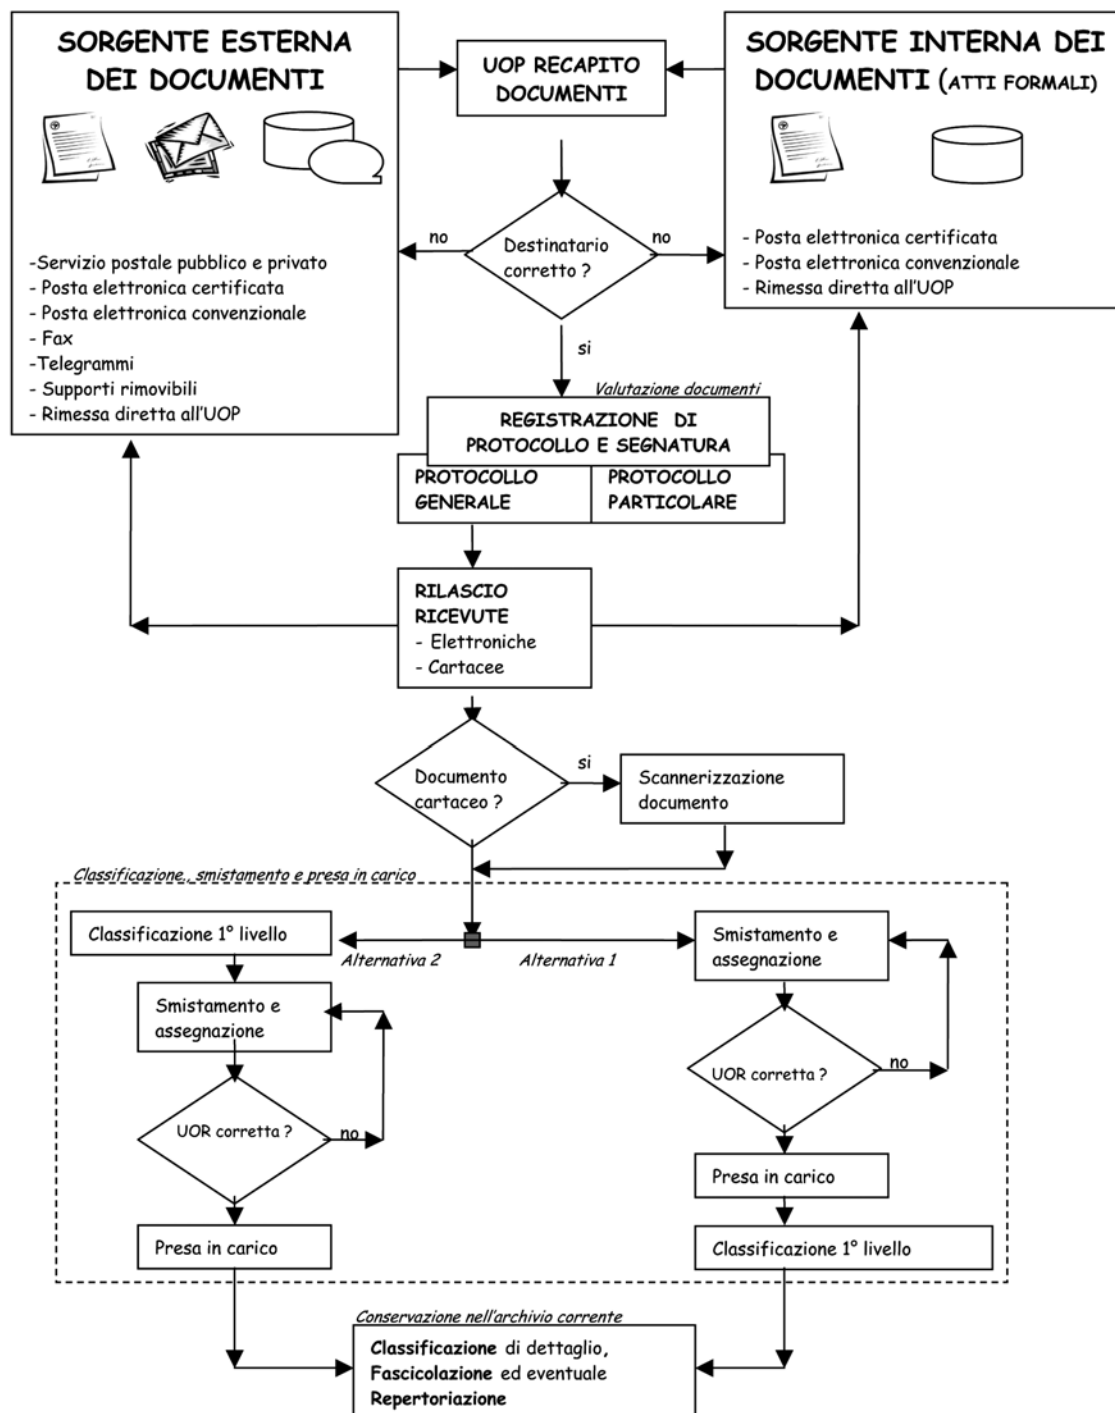 SORGENTE ESTERNA
DEI DOCUMENTI
UOP RECAPITO
DOCUMENTI
SORGENTE INTERNA DEI
DOCUMENTI (ATTI FORMALI)
-Servizio postale pubblico e privato
- Posta elettronica certificata
- Posta elettronica convenzionale
- Fax
-Telegrammi
- Supporti rimovibili
- Rimessa diretta all'UOP
no
Destinatario
corretto ?
no
- Posta elettronica certificata
- Posta elettronica convenzionale
- Rimessa diretta all'UOP
si
Valutazione documenti
REGISTRAZIONE DI
PROTOCOLLO E SEGNATURA
PROTOCOLLO
GENERALE
PROTOCOLLO
PARTICOLARE
RILASCIO
RICEVUTE
- Elettroniche
- Cartacee
Documento
cartaceo ?
si
Scannerizzazione
documento
Classificazione., smistamento e presa in carico
Classificazione 1° livello
Alternativa 2
Alternativa 1
Smistamento e
assegnazione
Smistamento e
assegnazione
UOR corretta ?
no
UOR corretta ?
no
Presa in carico
Presa in carico
Classificazione 1° livello
Conservazione nell'archivio corrente
Classificazione di dettaglio,
Fascicolazione ed eventuale
Repertoriazione